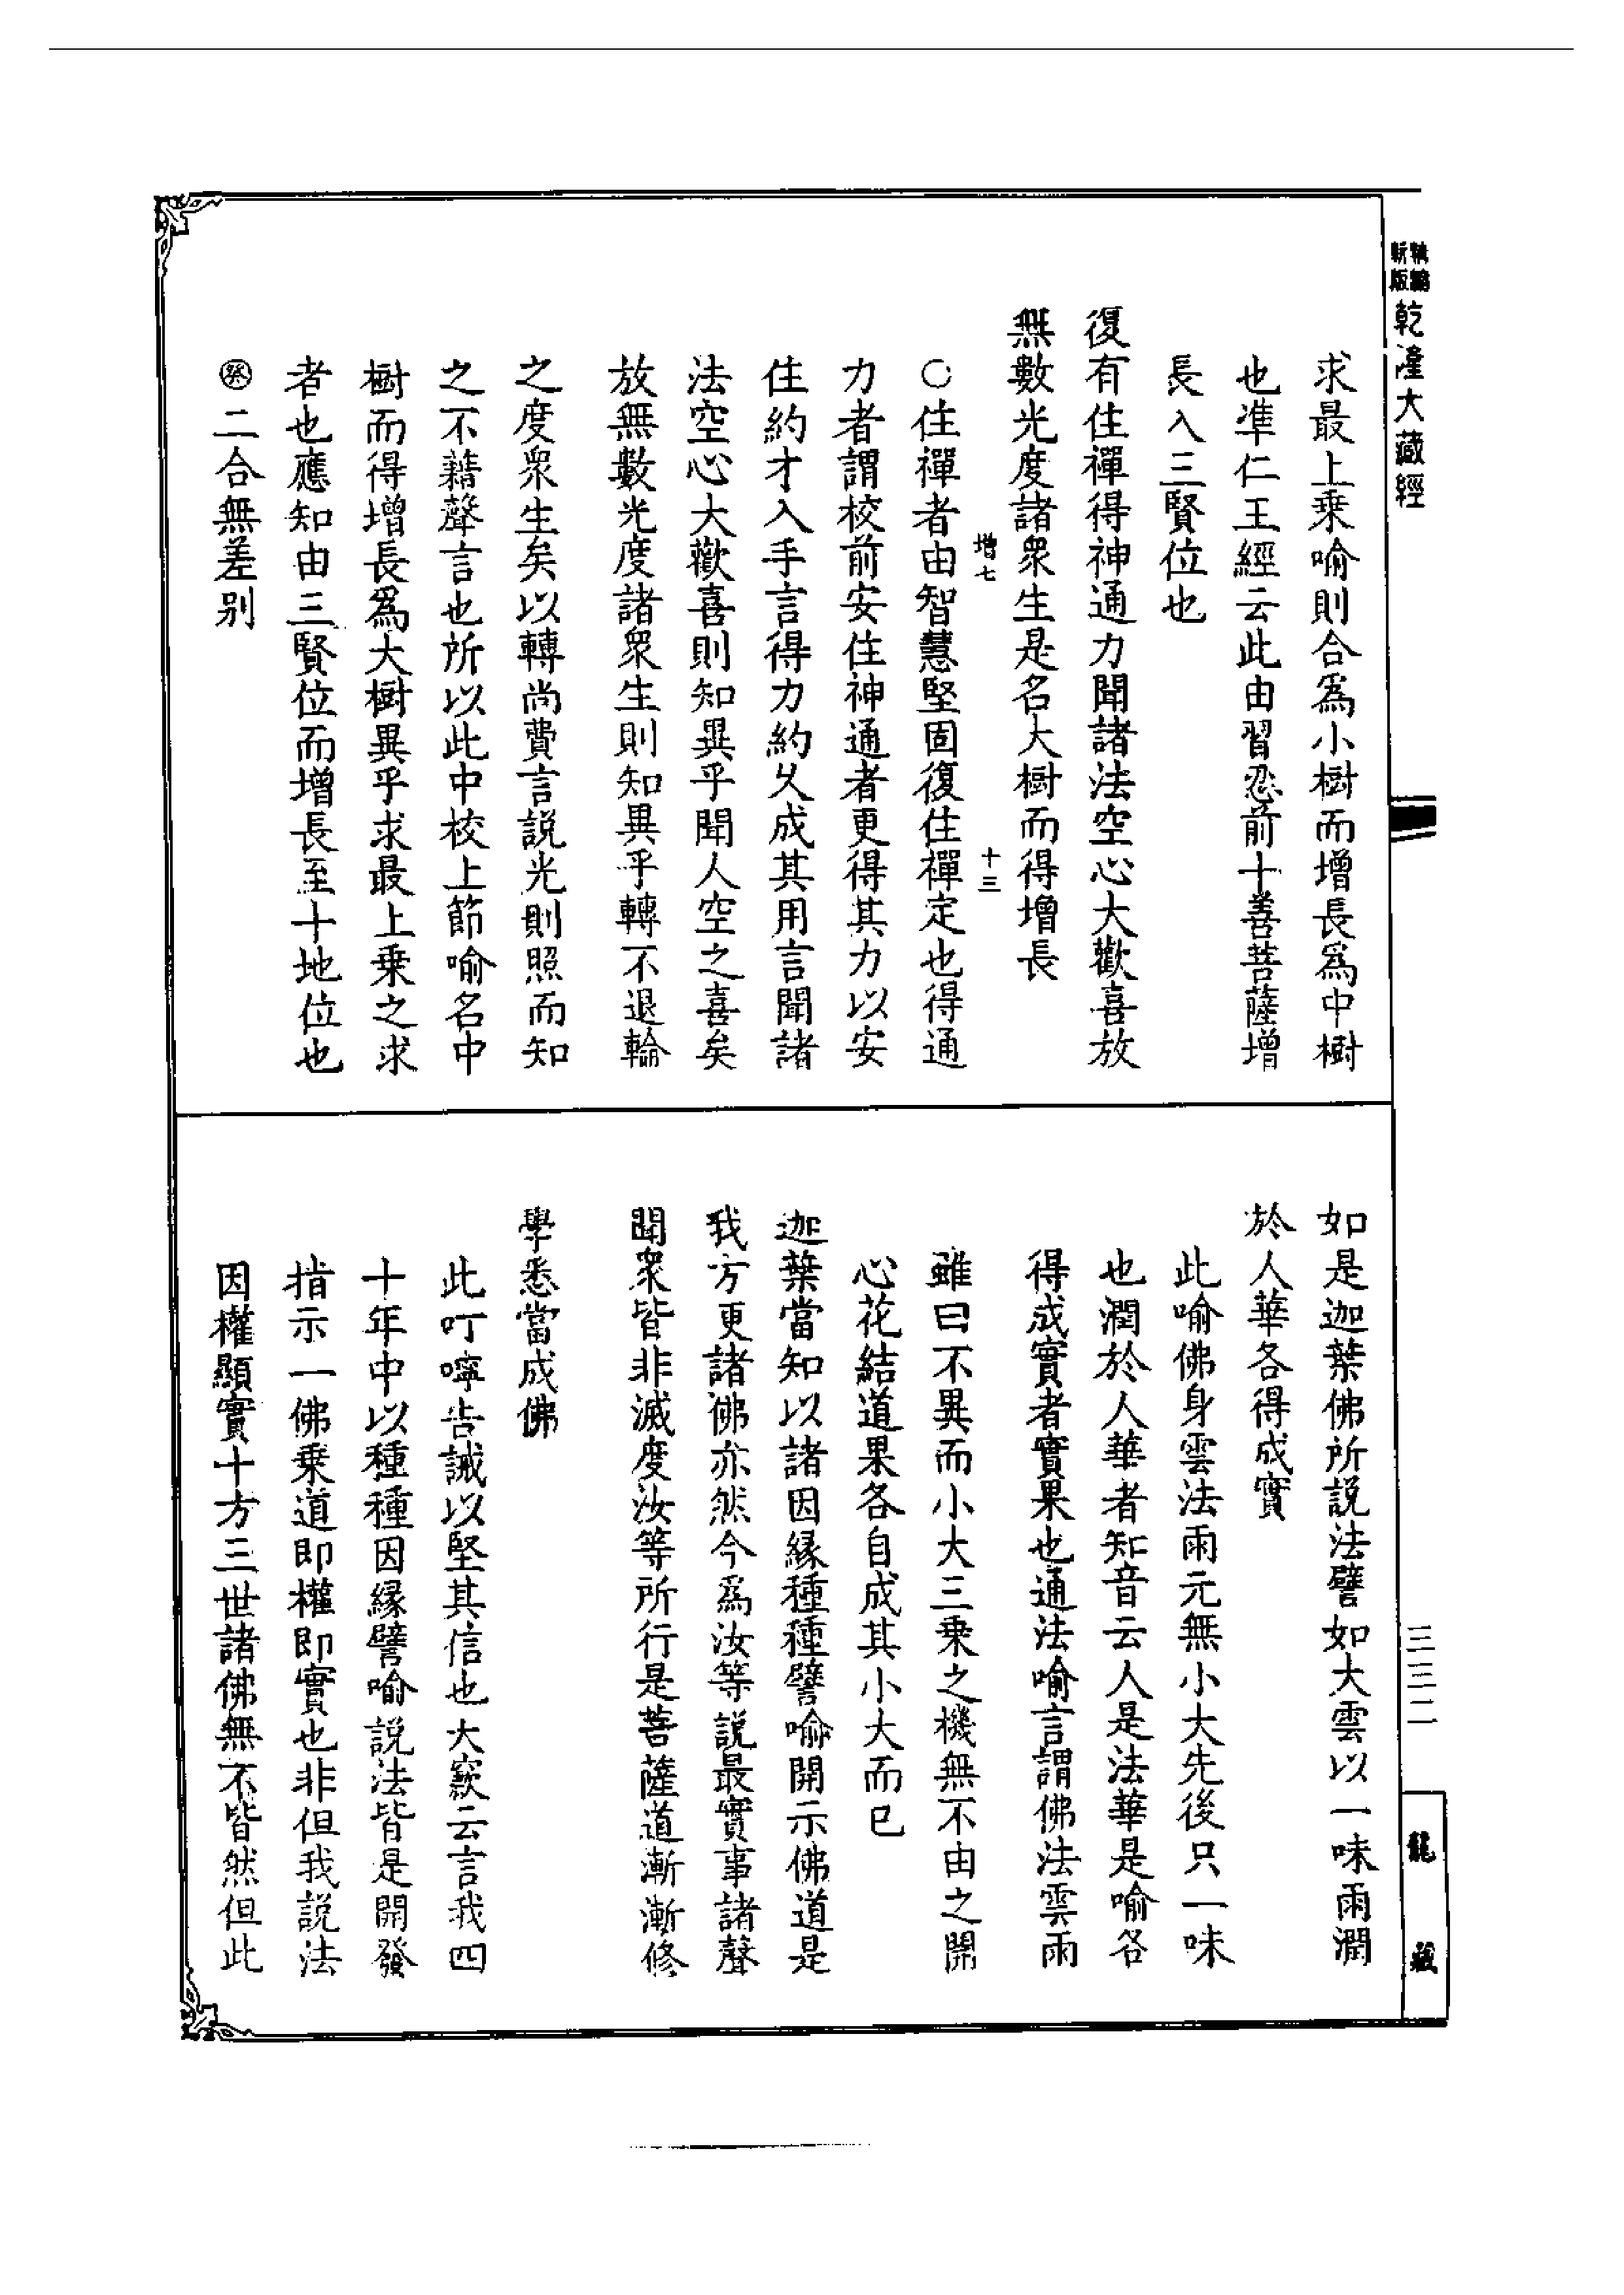 新編
新版
乾隆大藏經
求最上乗喻則合爲小樹而增長爲中樹
也準仁王經云此由習忍前十善菩薩增
長入三賢位也
復有住禪得神通力聞諸法空心大歡喜放
無數光度諸衆生是名大樹而得增長
增七
十三
○住禪者由智慧堅固復住禪定也得通
力者謂校前安住神通者更得其力以安
住約才入手言得力約乆成其用言聞諸
法空心大歡喜則知異乎聞人空之喜矣
放無數光度諸衆生則知異乎轉不退輪
之度衆生矣以轉尚費言説光則照而知
之不藉聲言也所以此中校上節喻名中
樹而得增長爲大樹異乎求最上乗之求
者也應知由三賢位而增長至十地位也
㊗二合無差别
如是迦葉佛所説法譬如大雲以一味雨潤
於人華各得成實
此喻佛身雲法雨元無小大先後只一味
也潤於人華者知音云人是法華是喻各
得成實者實果也通法喻言謂佛法雲雨
雖曰不異而小大三乗之機無不由之開
心花結道果各自成其小大而已
迦葉當知以諸因緣種種譬喻開示佛道是
我方更諸佛亦然今爲汝等説最實事諸聲
聞衆皆非滅度汝等所行是菩薩道漸漸修
學悉當成佛
此叮嚀告誡以堅其信也大窾云言我四
十年中以種種因緣譬喻説法皆是開發
指示一佛乗道即權即實也非但我説法
因權顯實十方三世諸佛無不皆然但此
三三二
龍藏